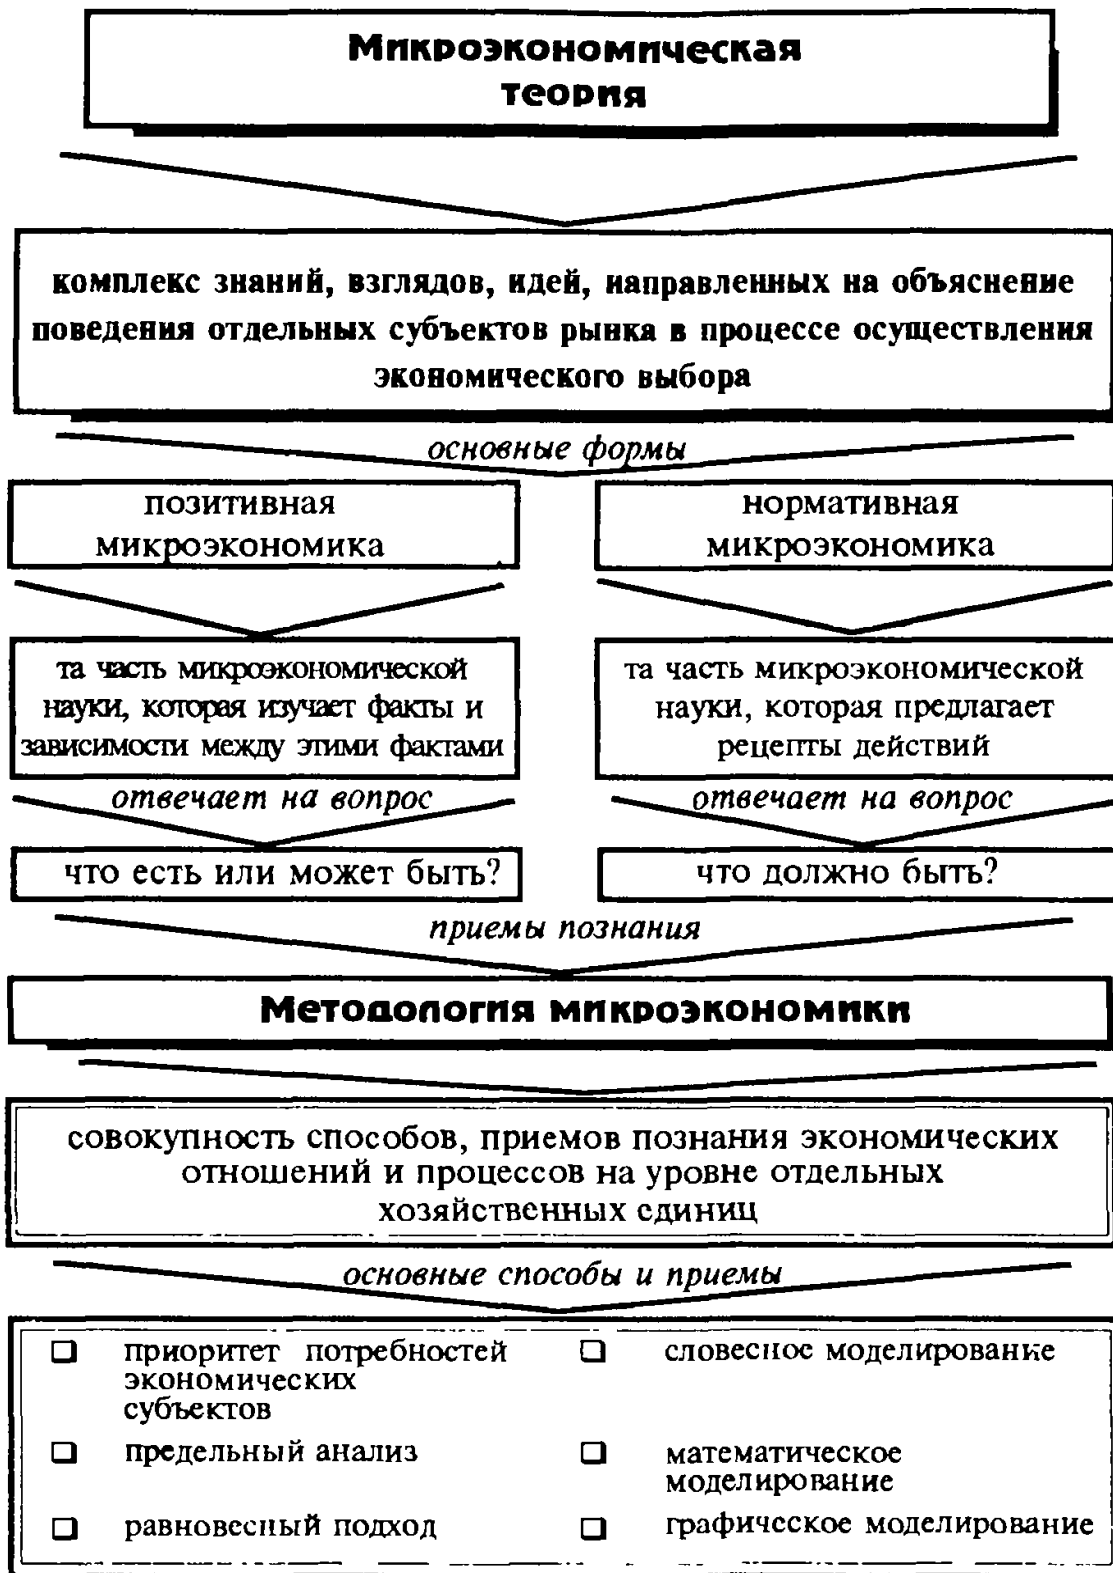 Микроэкономическая
теория
комплекс знаний, взглядов, идей, направленных на объяснение
поведения отдельных субъектов рынка в процессе осуществления
экономического выбора
основные формы
позитивная
микроэкономика
нормативная
микроэкономика
та часть микроэкономической
науки, которая изучает факты и
зависимости между этими фактами
та часть микроэкономической
науки, которая предлагает
рецепты действий
отвечает на вопрос
отвечает на вопрос
что есть или может быть?
что должно быть?
приемы познания
Методология микроэкономики
совокупность способов, приемов познания экономических
отношений и процессов на уровне отдельных
хозяйственных единиц
основные способы и приемы
приоритет потребностей
экономических
субъектов
предельный анализ
равновесный подход
словесное моделирование
математическое
моделирование
графическое моделирование